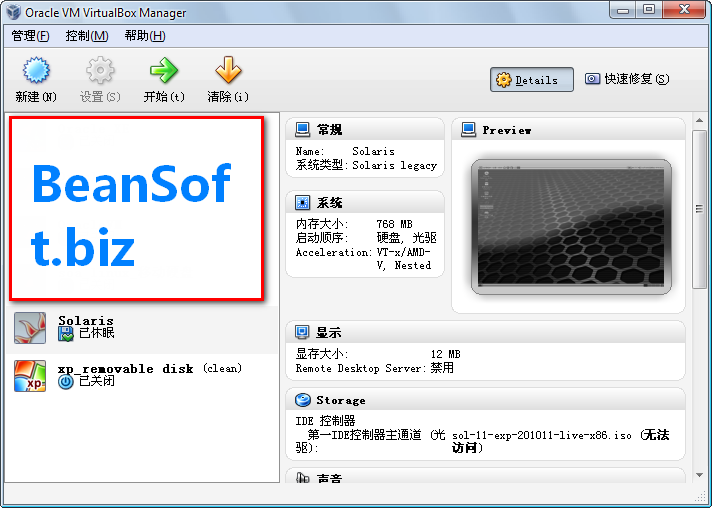 Oracle VM VirtualBox Manager
管理(F) 控制(M) 帮助(H)
新建(N) 设置(S) 开始(t) 清除(i) Details 快速修复(S)
BeanSof
t.biz
Solaris
已休眠
xp_removable disk (clean)
已关闭
常规
Name: Solaris
系统类型: Solaris legacy
系统
内存大小: 768 MB
启动顺序: 硬盘, 光驱
Acceleration: VT-x/AMD-
V, Nested
Preview
显示
显存大小: 12 MB
Remote Desktop Server: 禁用
Storage
IDE 控制器
第一IDE控制器主通道 (光 sol-11-exp-201011-live-x86.iso (无法
驱): 访问)
声音